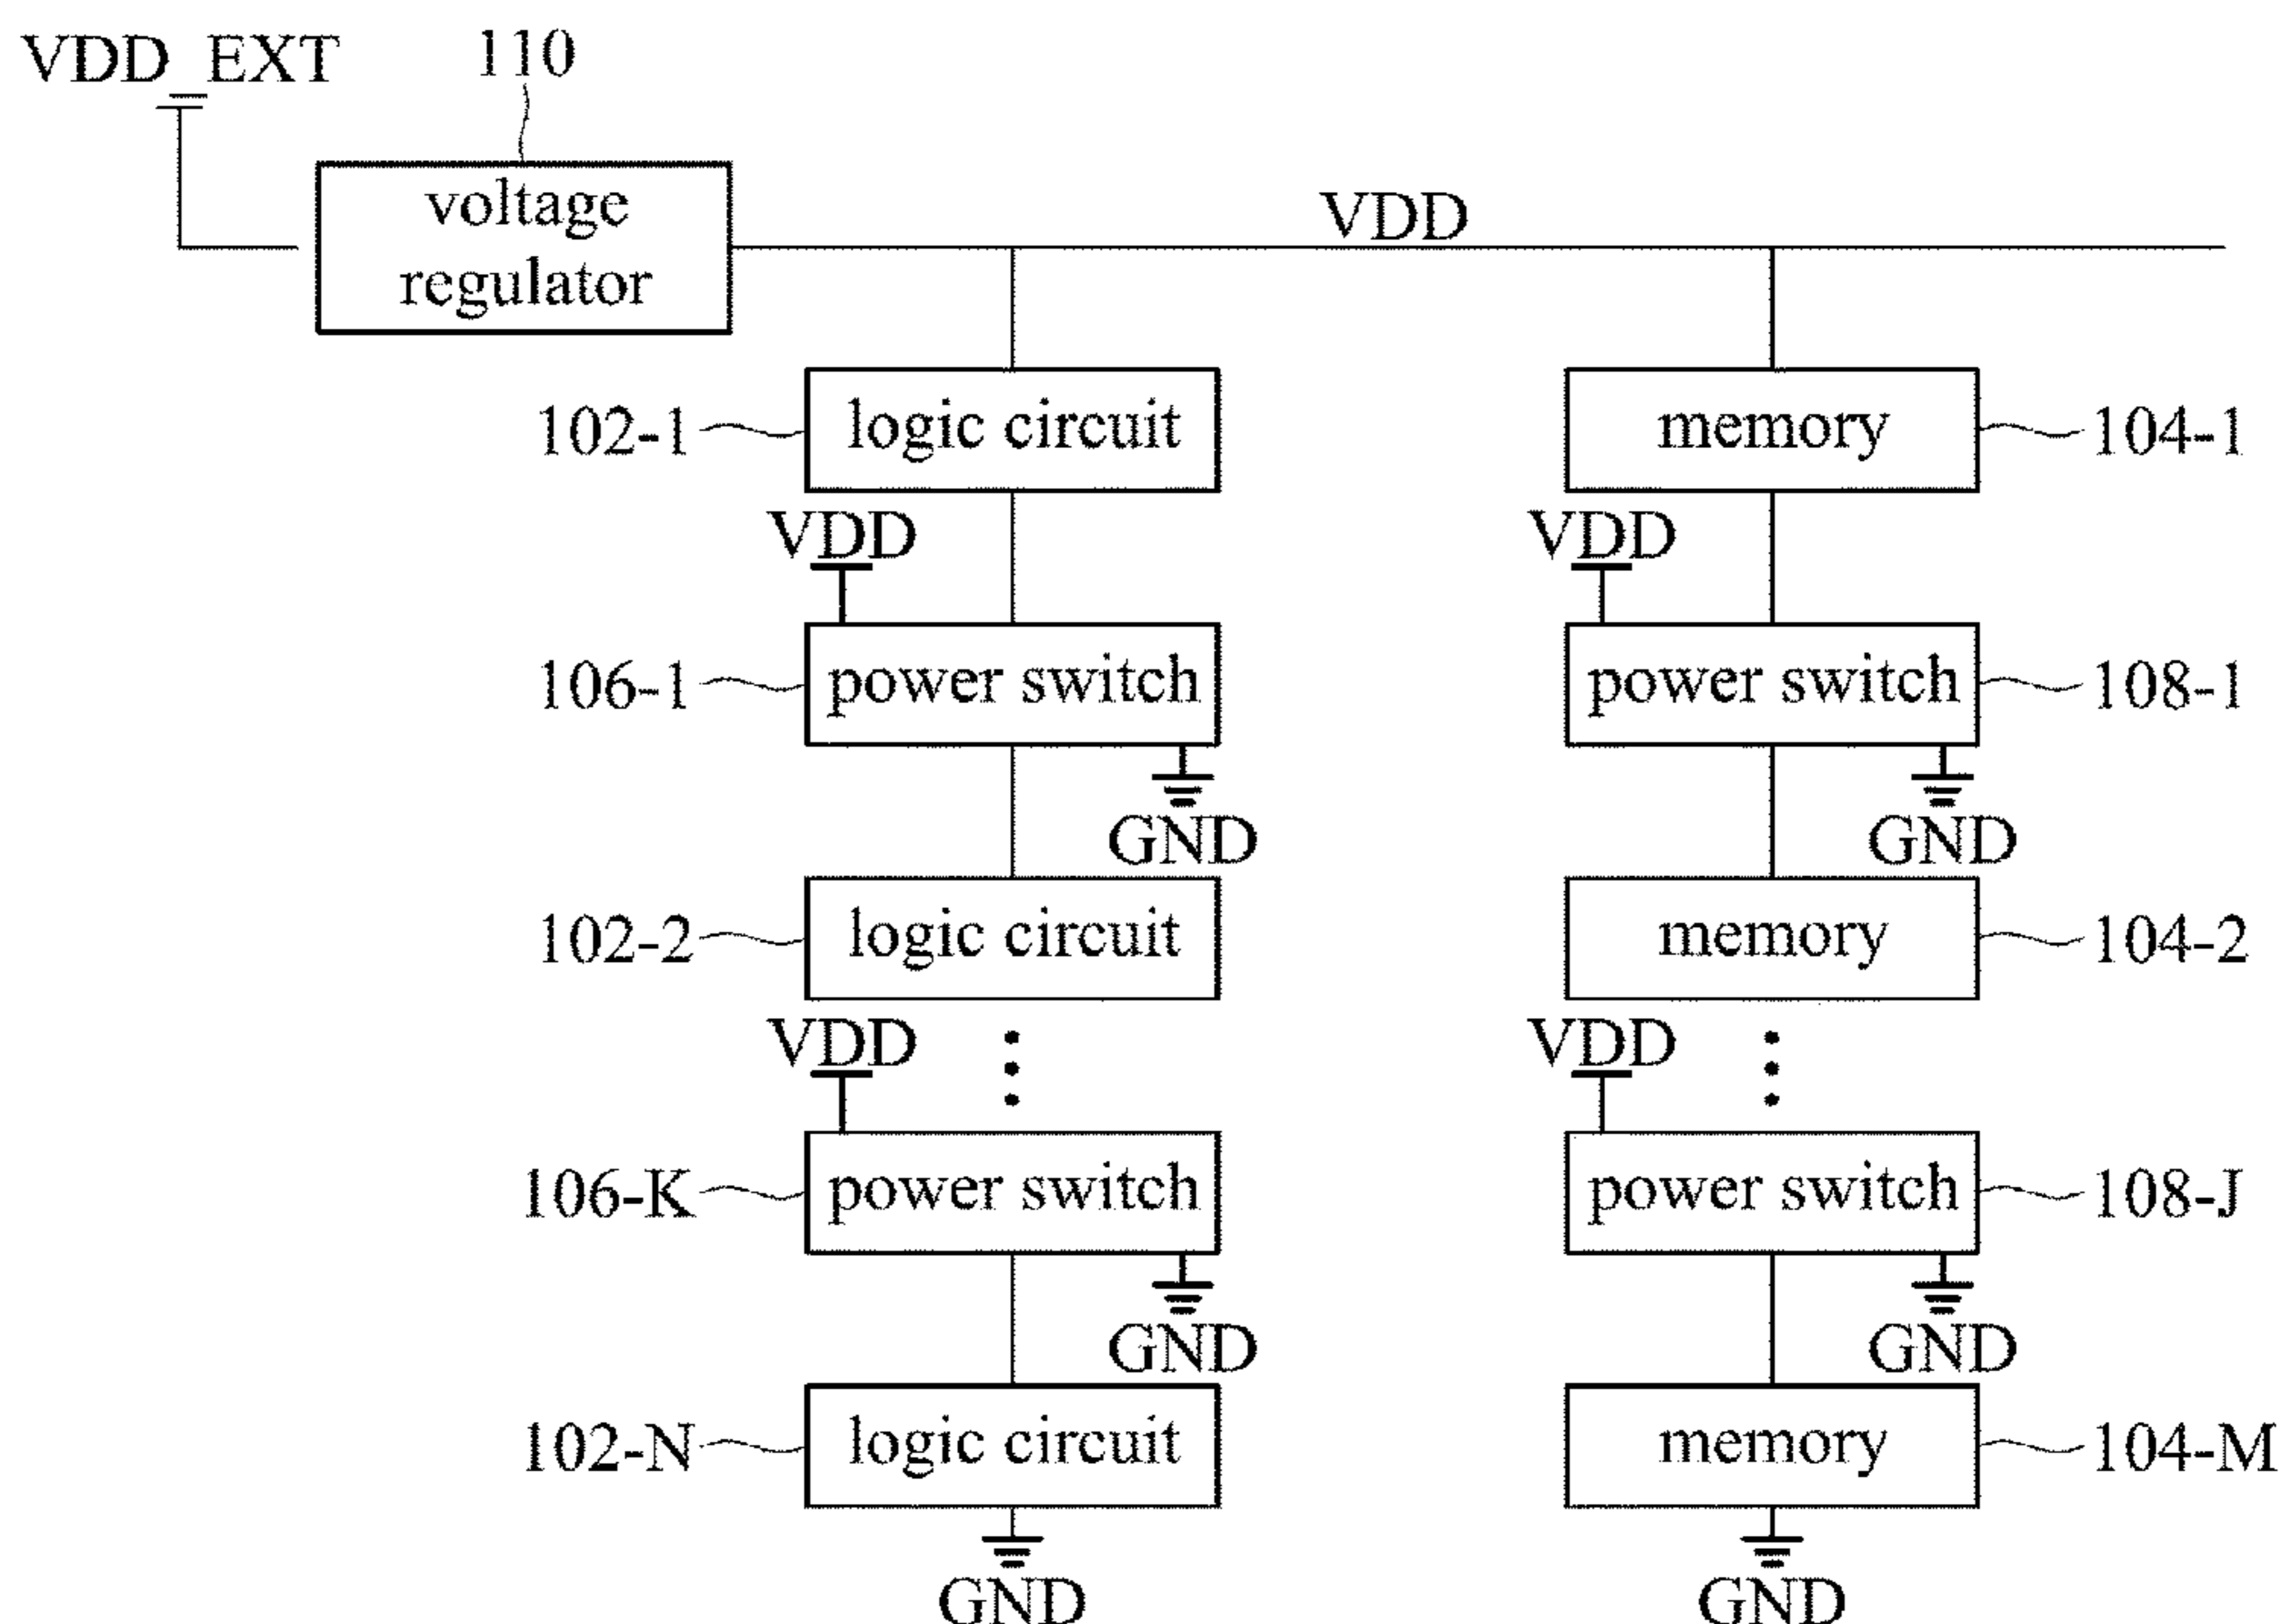 VDD_EXT
110
voltage
regulator
VDD
102-1
logic circuit
memory
104-1
VDD
VDD
106-1
power switch
power switch
108-1
GND
GND
102-2
logic circuit
memory
104-2
VDD
VDD
106-K
power switch
power switch
108-J
GND
GND
102-N
logic circuit
memory
104-M
GND
GND